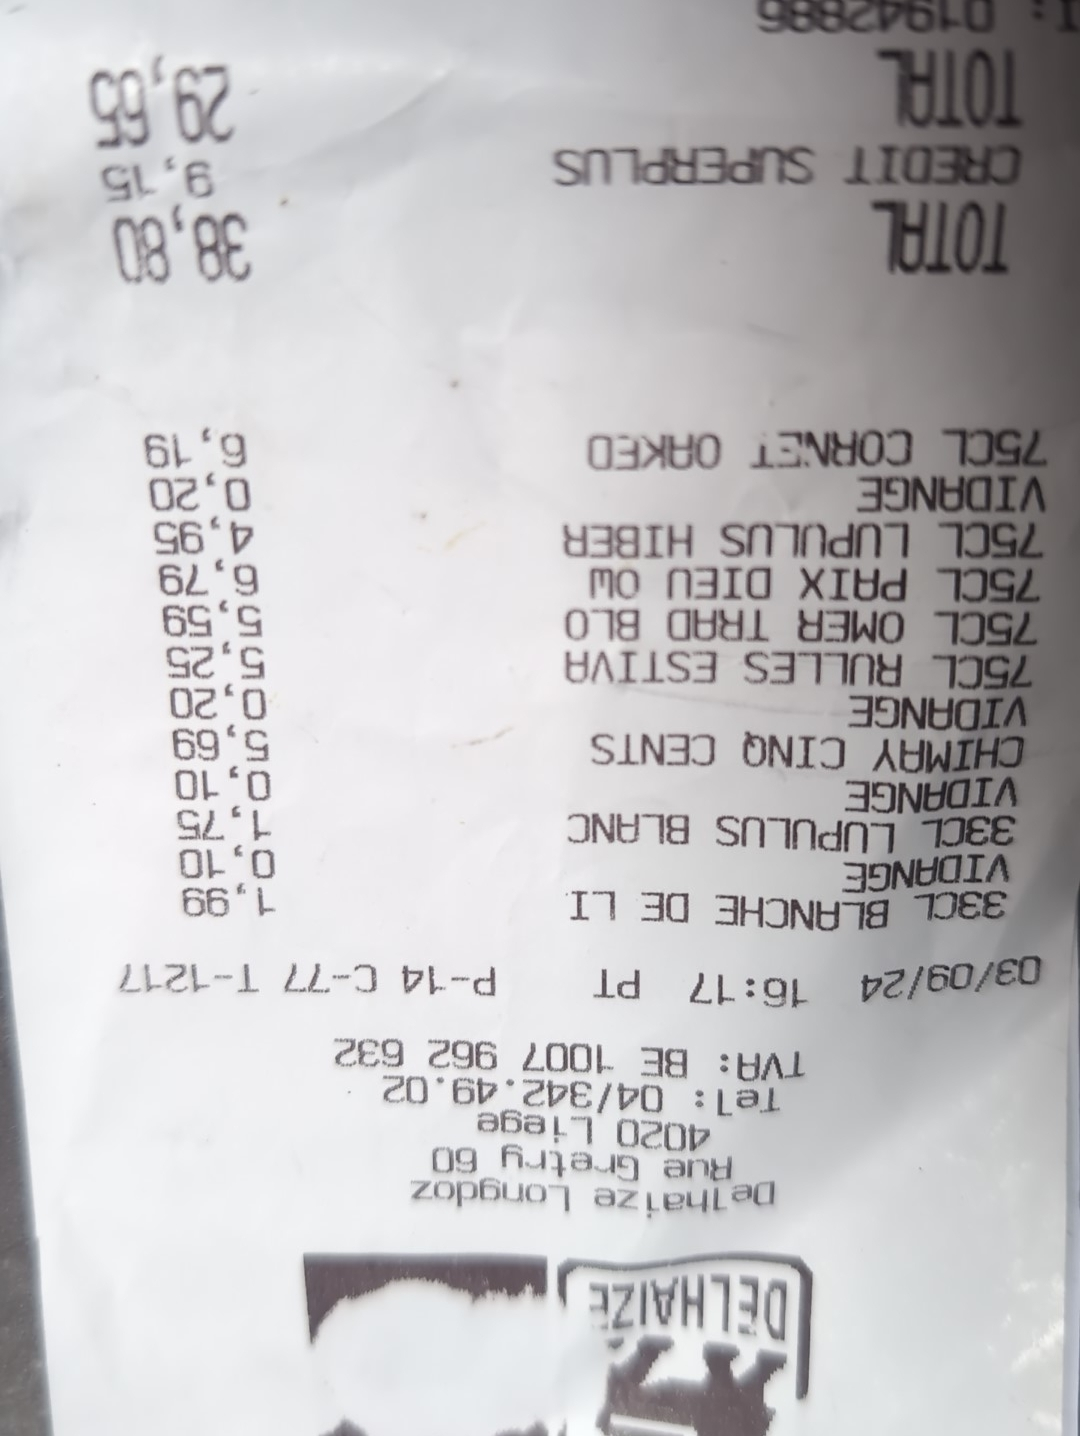 DELHAIZE
Delhaize Longdoz
Rue Gretry 60
4020 Liege
Tel: 04/342.49.02
TVA: BE 1007 962 632
03/09/24 16:17 PT P-14 C-77 T-1217
33CL BLANCHE DE LI 1,99
VIDANGE 0,10
33CL LUPULUS BLANC 1,75
VIDANGE 0,10
CHIMAY CINQ CENTS 5,69
VIDANGE 0,20
75CL RULLES ESTIVA 5,25
75CL OMER TRAD BLO 5,59
75CL PAIX DIEU OW 6,79
75CL LUPULUS HIBER 4,95
VIDANGE 0,20
75CL CORNET OAKED 6,19
TOTAL 38,80
CREDIT SUPERPLUS 9,15
TOTAL 29,65
: 01942886